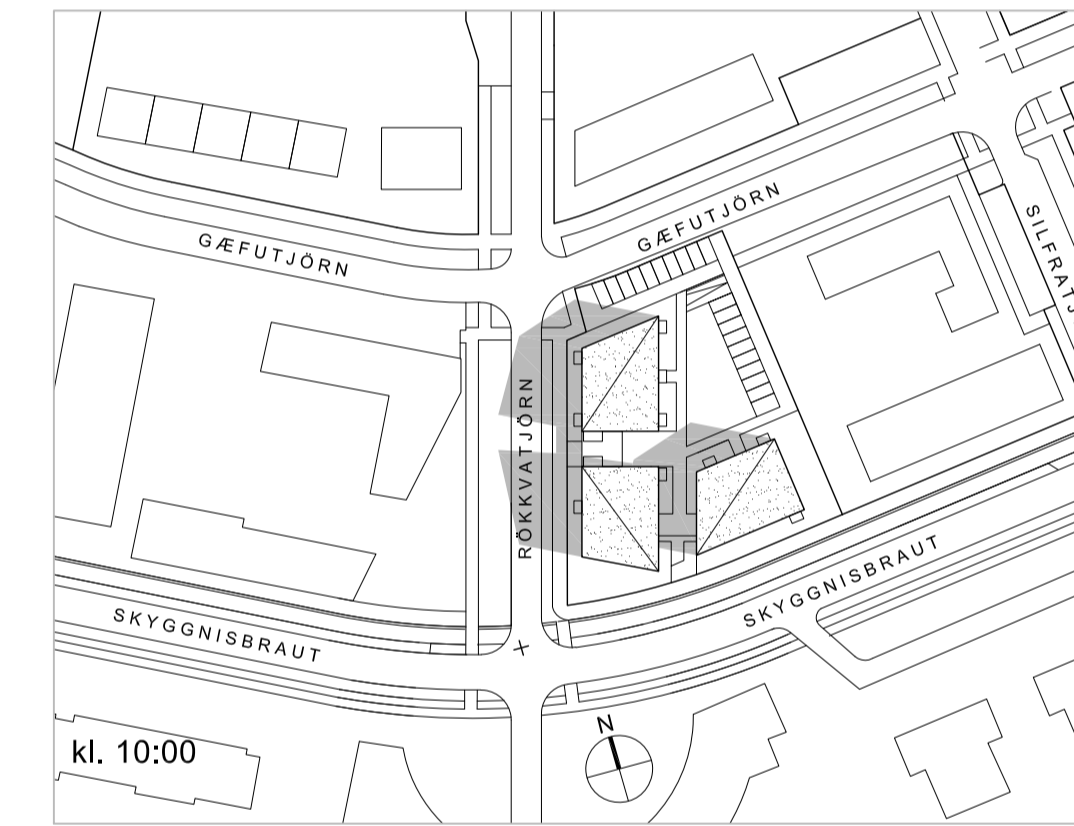 GÆFUTJÖRN
GÆFUTJÖRN
SILFRATJ
RÖKKVATJÖRN
SKYGGNISBRAUT
SKYGGNISBRAUT
N
kl. 10:00